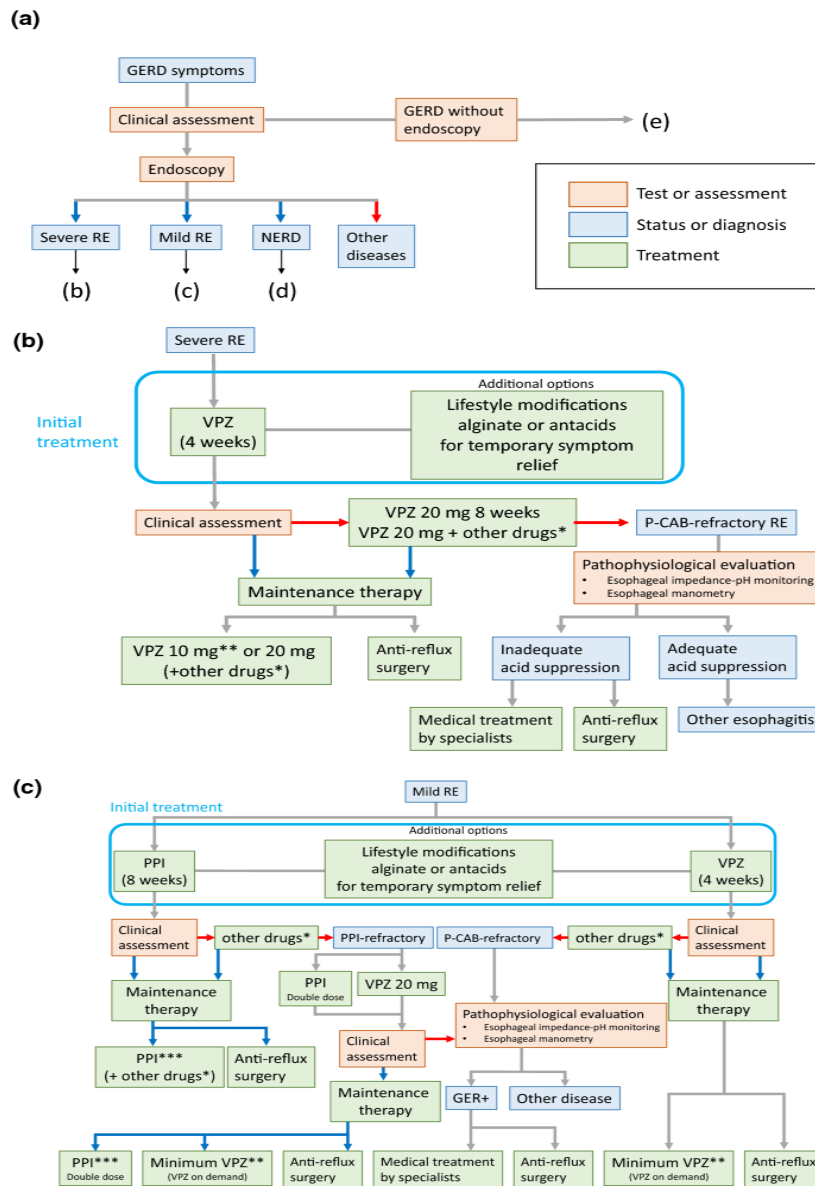 (a)
GERD symptoms
Clinical assessment
GERD without
endoscopy
(e)
Endoscopy
Severe RE
Mild RE
NERD
Other
diseases
(b)
(c)
(d)
Test or assessment
Status or diagnosis
Treatment
(b)
Severe RE
Initial
treatment
Additional options
VPZ
(4 weeks)
Lifestyle modifications
alginate or antacids
for temporary symptom
relief
Clinical assessment
VPZ 20 mg 8 weeks
VPZ 20 mg + other drugs*
P-CAB-refractory RE
Pathophysiological evaluation
• Esophageal impedance-pH monitoring
• Esophageal manometry
Maintenance therapy
VPZ 10 mg** or 20 mg
(+other drugs*)
Anti-reflux
surgery
Inadequate
acid suppression
Adequate
acid suppression
Medical treatment
by specialists
Anti-reflux
surgery
Other esophagitis
(c)
Mild RE
Initial treatment
Additional options
PPI
(8 weeks)
Lifestyle modifications
alginate or antacids
for temporary symptom relief
VPZ
(4 weeks)
Clinical
assessment
other drugs*
PPI-refractory
P-CAB-refractory
other drugs*
Clinical
assessment
Maintenance
therapy
PPI
Double dose
VPZ 20 mg
Maintenance
therapy
Pathophysiological evaluation
• Esophageal impedance-pH monitoring
• Esophageal manometry
Clinical
assessment
PPI***
(+ other drugs*)
Anti-reflux
surgery
Maintenance
therapy
GER+
Other disease
PPI***
Double dose
Minimum VPZ**
(VPZ on demand)
Anti-reflux
surgery
Medical treatment
by specialists
Anti-reflux
surgery
Minimum VPZ**
(VPZ on demand)
Anti-reflux
surgery